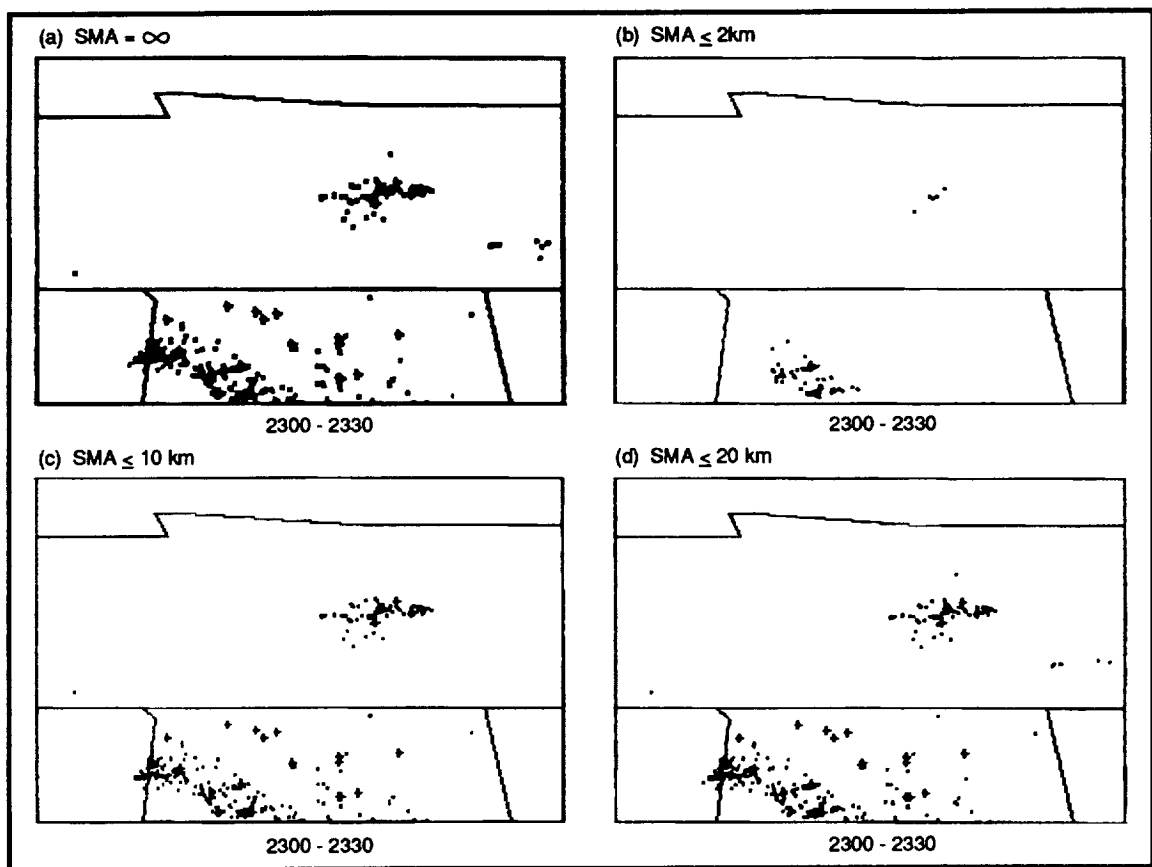 (a) SMA = ∞
(b) SMA ≤ 2km
2300 - 2330
2300 - 2330
(c) SMA ≤ 10 km
(d) SMA ≤ 20 km
2300 - 2330
2300 - 2330